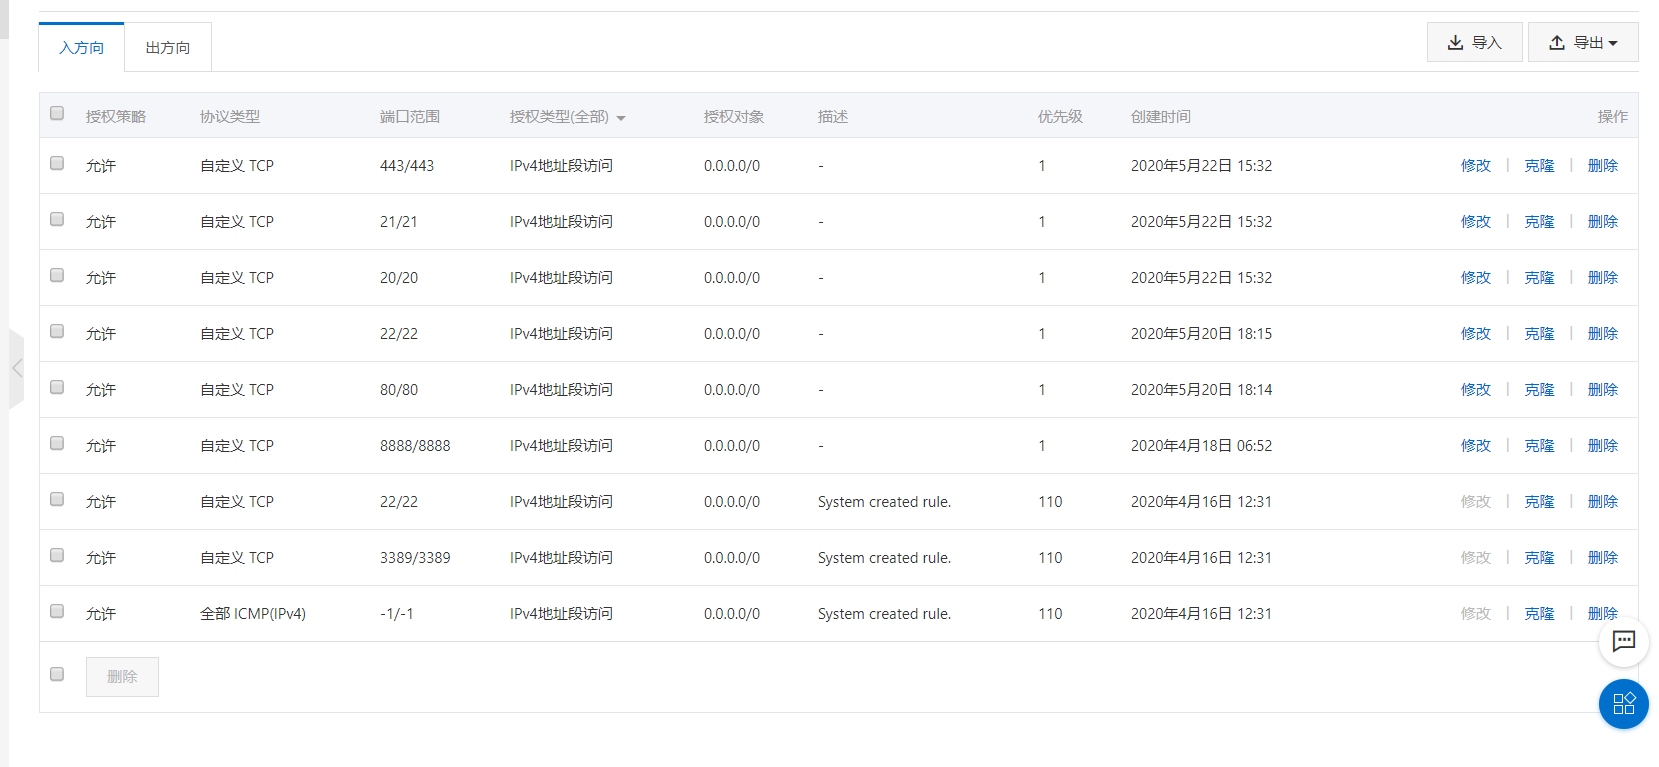 入方向 出方向 导入 导出
授权策略 协议类型 端口范围 授权类型(全部) 授权对象 描述 优先级 创建时间 操作
允许 自定义 TCP 443/443 IPv4地址段访问 0.0.0.0/0 - 1 2020年5月22日 15:32 修改 | 克隆 | 删除
允许 自定义 TCP 21/21 IPv4地址段访问 0.0.0.0/0 - 1 2020年5月22日 15:32 修改 | 克隆 | 删除
允许 自定义 TCP 20/20 IPv4地址段访问 0.0.0.0/0 - 1 2020年5月22日 15:32 修改 | 克隆 | 删除
允许 自定义 TCP 22/22 IPv4地址段访问 0.0.0.0/0 - 1 2020年5月20日 18:15 修改 | 克隆 | 删除
允许 自定义 TCP 80/80 IPv4地址段访问 0.0.0.0/0 - 1 2020年5月20日 18:14 修改 | 克隆 | 删除
允许 自定义 TCP 8888/8888 IPv4地址段访问 0.0.0.0/0 - 1 2020年4月18日 06:52 修改 | 克隆 | 删除
允许 自定义 TCP 22/22 IPv4地址段访问 0.0.0.0/0 System created rule. 110 2020年4月16日 12:31 修改 | 克隆 | 删除
允许 自定义 TCP 3389/3389 IPv4地址段访问 0.0.0.0/0 System created rule. 110 2020年4月16日 12:31 修改 | 克隆 | 删除
允许 全部 ICMP(IPv4) -1/-1 IPv4地址段访问 0.0.0.0/0 System created rule. 110 2020年4月16日 12:31 修改 | 克隆 | 删除
删除